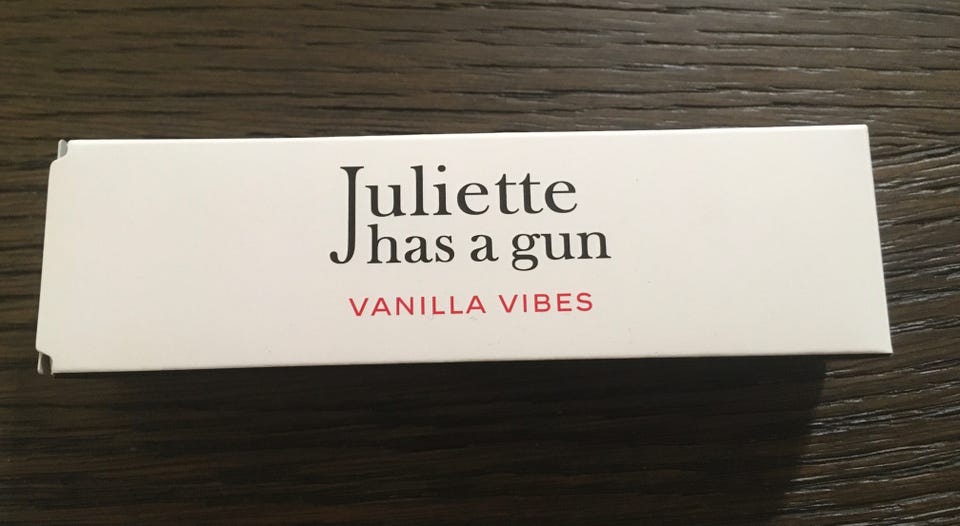 Juliette
has a gun
VANILLA VIBES